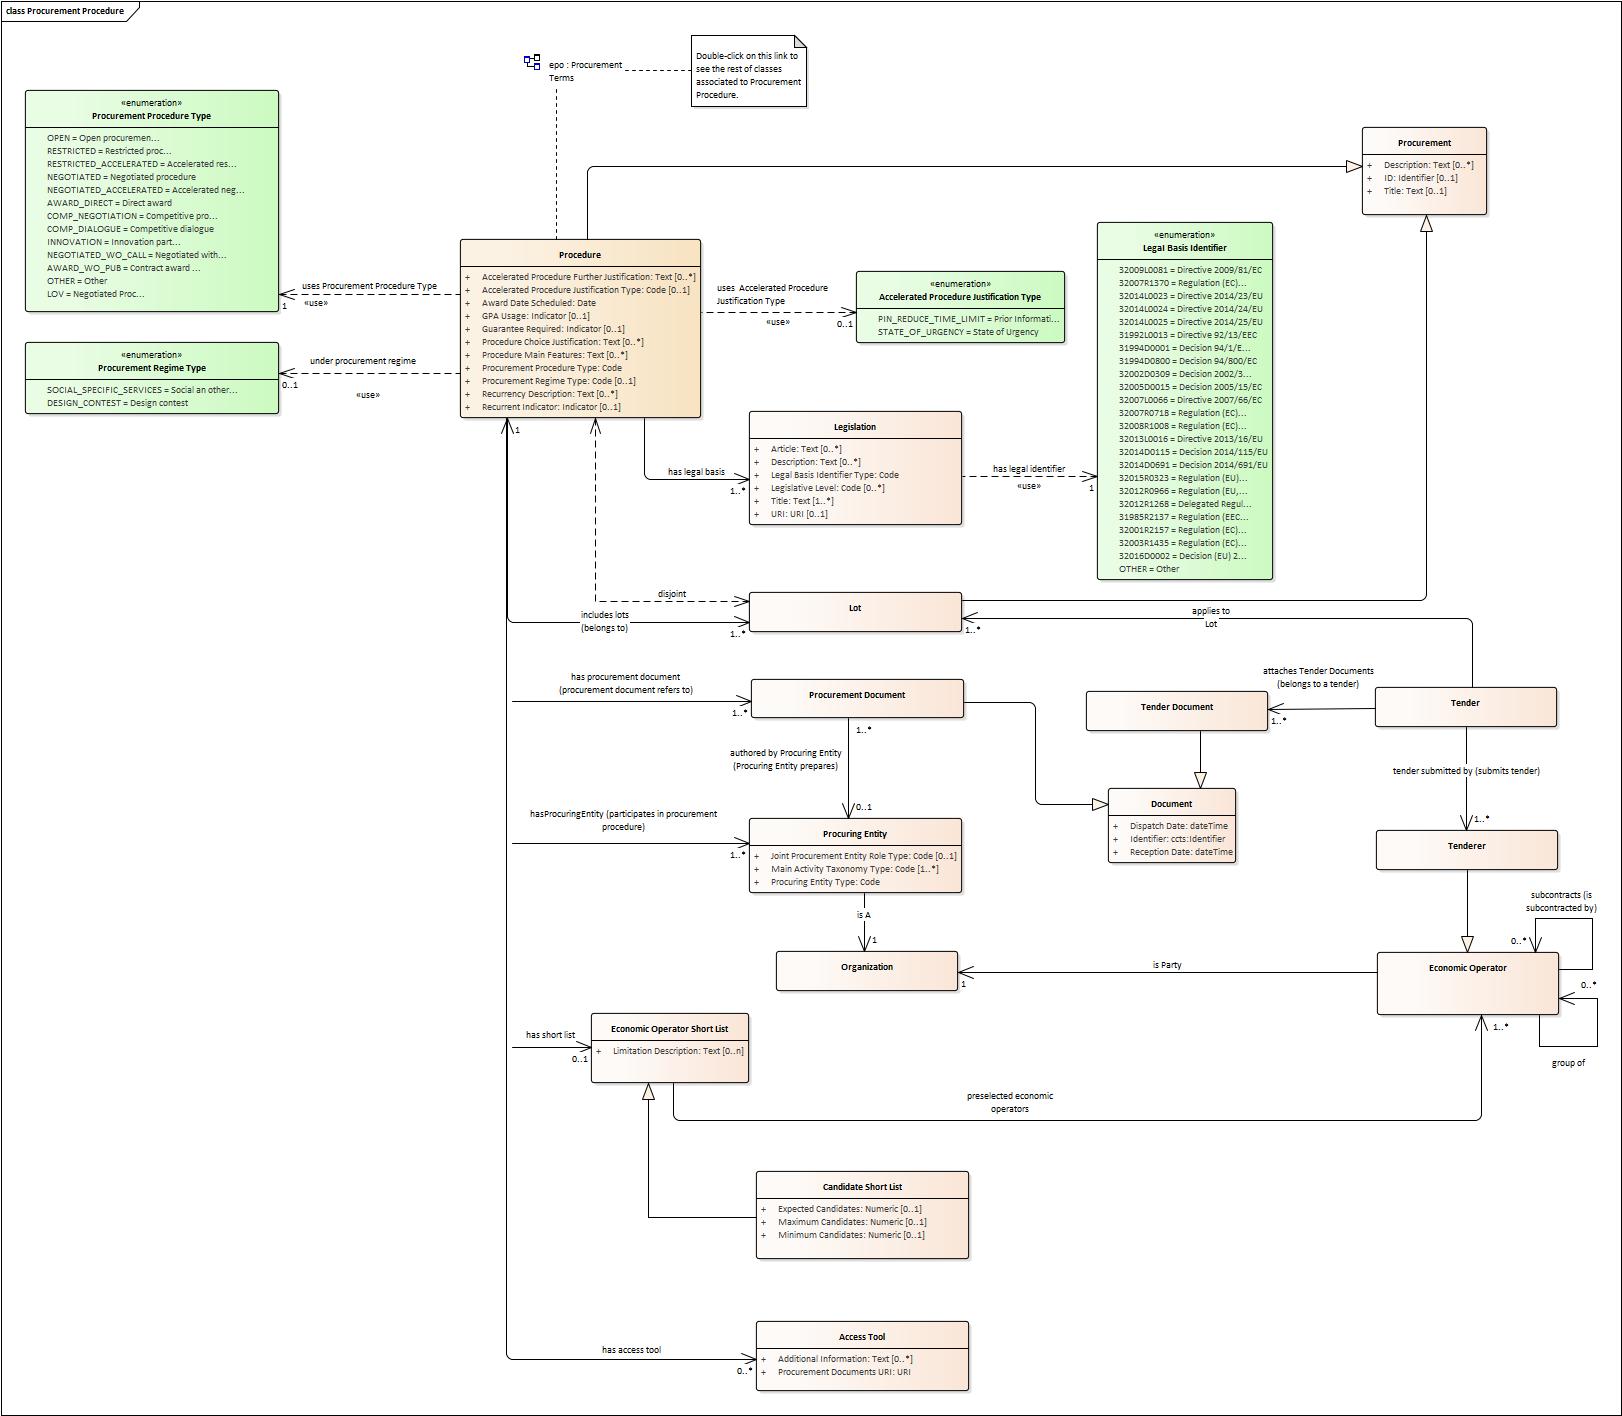 class Procurement Procedure
epo : Procurement
Terms
Double-click on this link to
see the rest of classes
associated to Procurement
Procedure.
«enumeration»
Procurement Procedure Type
OPEN = Open procuremen...
RESTRICTED = Restricted proc...
RESTRICTED_ACCELERATED = Accelerated res...
NEGOTIATED = Negotiated procedure
NEGOTIATED_ACCELERATED = Accelerated neg...
AWARD_DIRECT = Direct award
COMP_NEGOTIATION = Competitive pro...
COMP_DIALOGUE = Competitive dialogue
INNOVATION = Innovation part...
NEGOTIATED_WO_CALL = Negotiated with...
AWARD_WO_PUB = Contract award ...
OTHER = Other
LOV = Negotiated Proc...
uses Procurement Procedure Type
1
«use»
«enumeration»
Procurement Regime Type
SOCIAL_SPECIFIC_SERVICES = Social an other...
DESIGN_CONTEST = Design contest
under procurement regime
0..1
«use»
Procedure
+ Accelerated Procedure Further Justification: Text [0..*]
+ Accelerated Procedure Justification Type: Code [0..1]
+ Award Date Scheduled: Date
+ GPA Usage: Indicator [0..1]
+ Guarantee Required: Indicator [0..1]
+ Procedure Choice Justification: Text [0..*]
+ Procedure Main Features: Text [0..*]
+ Procurement Procedure Type: Code
+ Procurement Regime Type: Code [0..1]
+ Recurrency Description: Text [0..*]
+ Recurrent Indicator: Indicator [0..1]
1
uses  Accelerated Procedure
Justification Type
«use»
0..1
«enumeration»
Accelerated Procedure Justification Type
PIN_REDUCE_TIME_LIMIT = Prior Informati...
STATE_OF_URGENCY = State of Urgency
Procurement
+ Description: Text [0..*]
+ ID: Identifier [0..1]
+ Title: Text [0..1]
«enumeration»
Legal Basis Identifier
32009L0081 = Directive 2009/81/EC
32007R1370 = Regulation (EC)...
32014L0023 = Directive 2014/23/EU
32014L0024 = Directive 2014/24/EU
32014L0025 = Directive 2014/25/EU
31992L0013 = Directive 92/13/EEC
31994D0001 = Decision 94/1/E...
31994D0800 = Decision 94/800/EC
32002D0309 = Decision 2002/3...
32005D0015 = Decision 2005/15/EC
32007L0066 = Directive 2007/66/EC
32007R0718 = Regulation (EC)...
32008R1008 = Regulation (EC)...
32013L0016 = Directive 2013/16/EU
32014D0115 = Decision 2014/115/EU
32014D0691 = Decision 2014/691/EU
32015R0323 = Regulation (EU)...
32012R0966 = Regulation (EU,...
32012R1268 = Delegated Regul...
31985R2137 = Regulation (EEC...
32001R2157 = Regulation (EC)...
32003R1435 = Regulation (EC)...
32016D0002 = Decision (EU) 2...
OTHER = Other
Legislation
+ Article: Text [0..*]
+ Description: Text [0..*]
+ Legal Basis Identifier Type: Code
+ Legislative Level: Code [0..*]
+ Title: Text [1..*]
+ URI: URI [0..1]
has legal basis
1..*
has legal identifier
«use»
1
disjoint
includes lots
(belongs to)
1..*
Lot
1..*
applies to
Lot
has procurement document
(procurement document refers to)
1..*
Procurement Document
1..*
authored by Procuring Entity
(Procuring Entity prepares)
0..1
attaches Tender Documents
(belongs to a tender)
Tender Document
1..*
Tender
tender submitted by (submits tender)
1..*
Document
+ Dispatch Date: dateTime
+ Identifier: ccts:Identifier
+ Reception Date: dateTime
hasProcuringEntity (participates in procurement
procedure)
1..*
Procuring Entity
+ Joint Procurement Entity Role Type: Code [0..1]
+ Main Activity Taxonomy Type: Code [1..*]
+ Procuring Entity Type: Code
Tenderer
is A
1
Organization
1
is Party
subcontracts (is
subcontracted by)
0..*
Economic Operator
0..*
1..*
group of
has short list
0..1
Economic Operator Short List
+ Limitation Description: Text [0..n]
preselected economic
operators
Candidate Short List
+ Expected Candidates: Numeric [0..1]
+ Maximum Candidates: Numeric [0..1]
+ Minimum Candidates: Numeric [0..1]
has access tool
0..*
Access Tool
+ Additional Information: Text [0..*]
+ Procurement Documents URI: URI